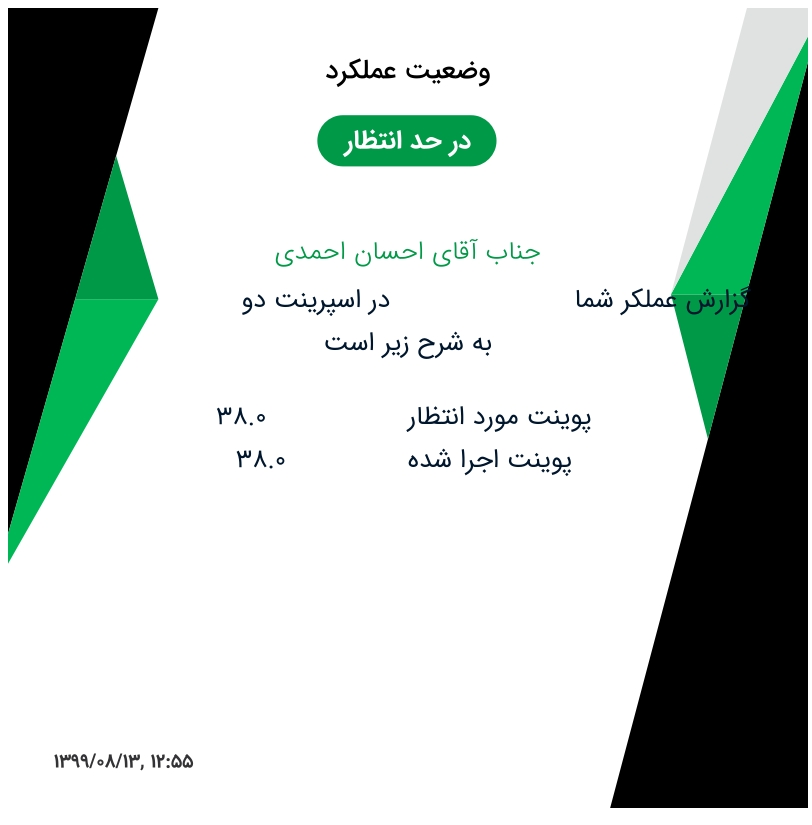 وضعیت عملکرد
در حد انتظار
جناب آقای احسان احمدی
گزارش عملکر شما در اسپرینت دو
به شرح زیر است
پوینت مورد انتظار ۳۸.۰
پوینت اجرا شده ۳۸.۰
۱۳۹۹/۰۸/۱۳, ۱۲:۵۵